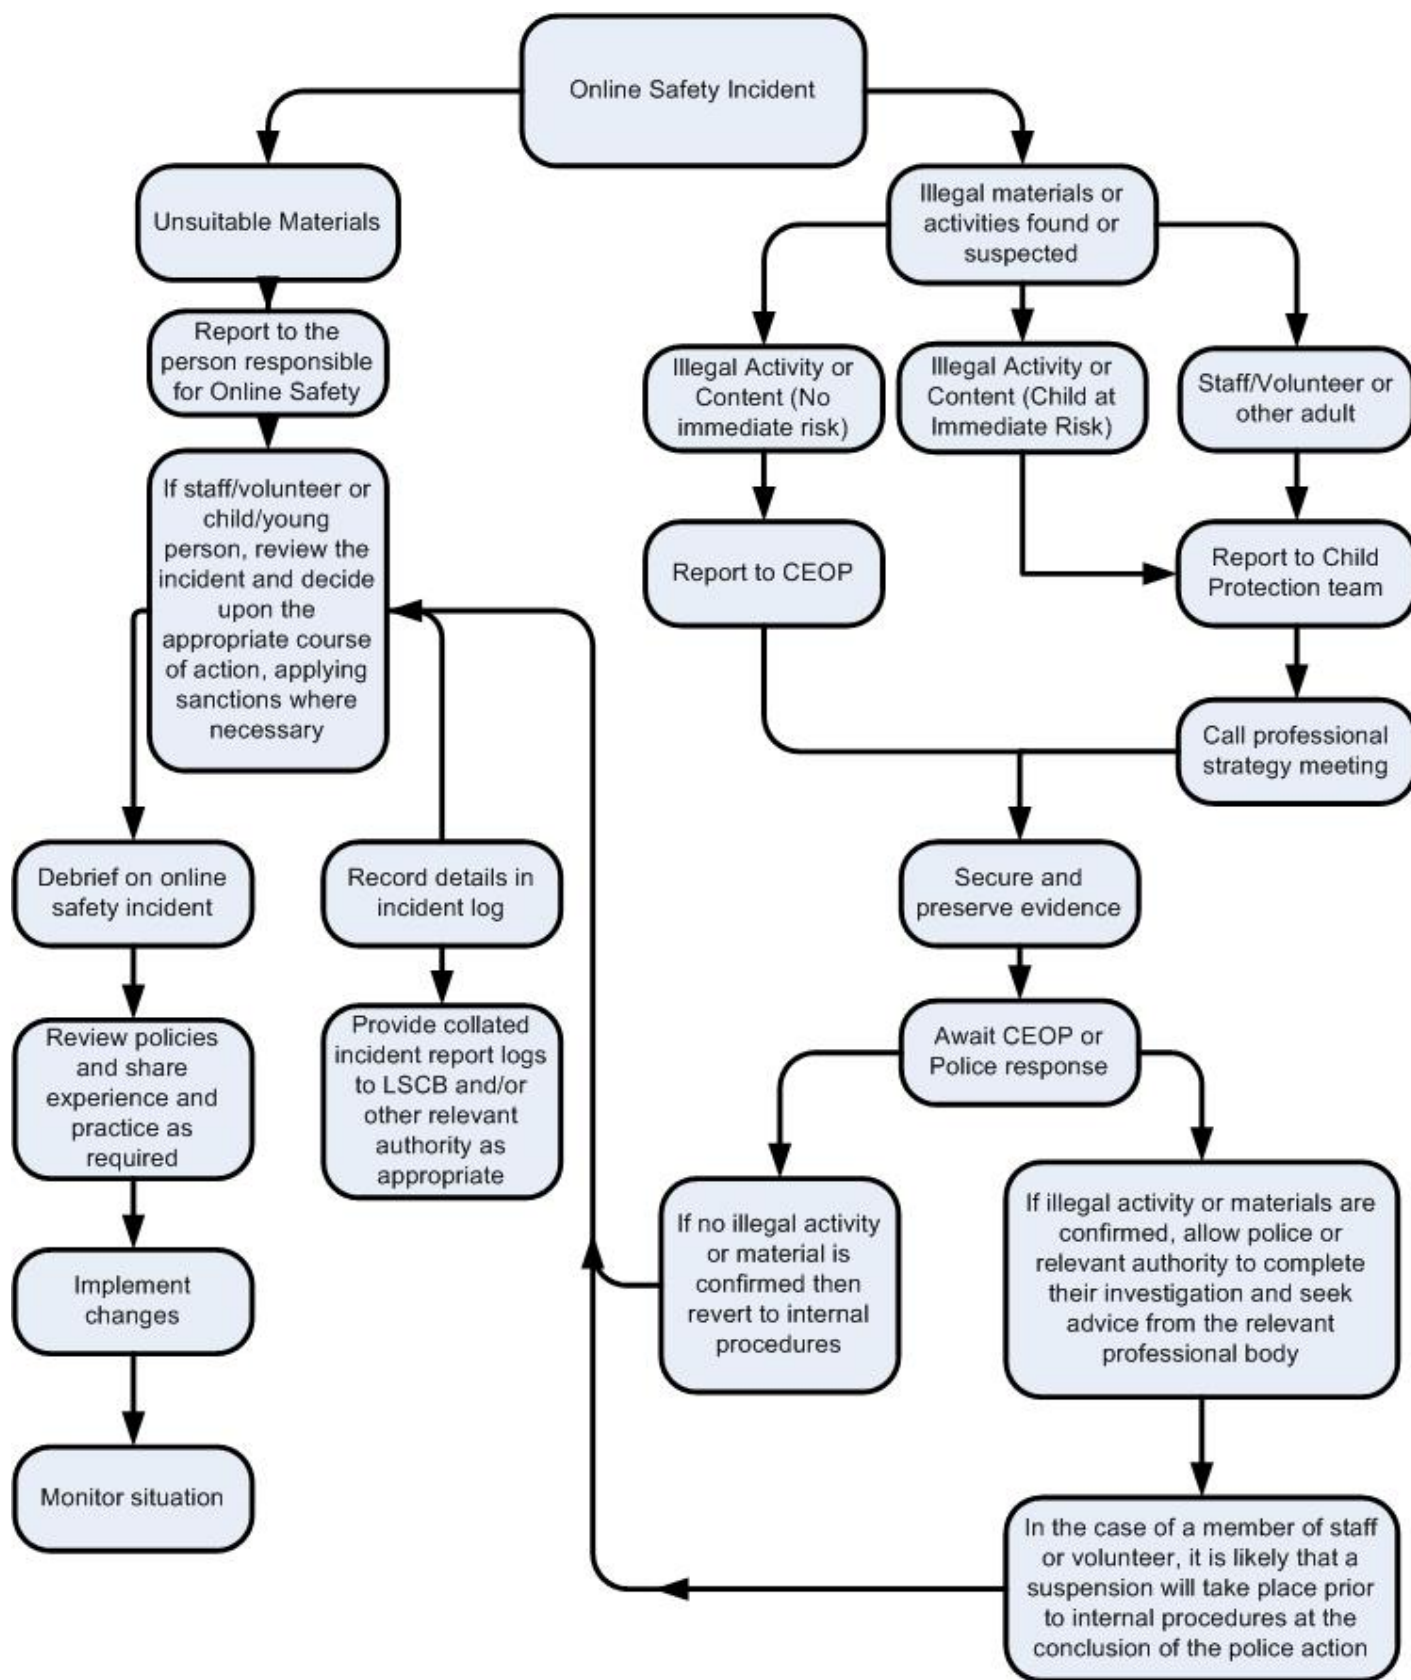 Online Safety Incident
Unsuitable Materials
Illegal materials or
activities found or
suspected
Report to the
person responsible
for Online Safety
Illegal Activity or
Content (No
immediate risk)
Illegal Activity or
Content (Child at
Immediate Risk)
Staff/Volunteer or
other adult
If staff/volunteer or
child/young
person, review the
incident and decide
upon the
appropriate course
of action, applying
sanctions where
necessary
Report to CEOP
Report to Child
Protection team
Call professional
strategy meeting
Debrief on online
safety incident
Record details in
incident log
Secure and
preserve evidence
Review policies
and share
experience and
practice as
required
Provide collated
incident report logs
to LSCB and/or
other relevant
authority as
appropriate
Await CEOP or
Police response
If no illegal activity
or material is
confirmed then
revert to internal
procedures
If illegal activity or materials are
confirmed, allow police or
relevant authority to complete
their investigation and seek
advice from the relevant
professional body
Implement
changes
Monitor situation
In the case of a member of staff
or volunteer, it is likely that a
suspension will take place prior
to internal procedures at the
conclusion of the police action